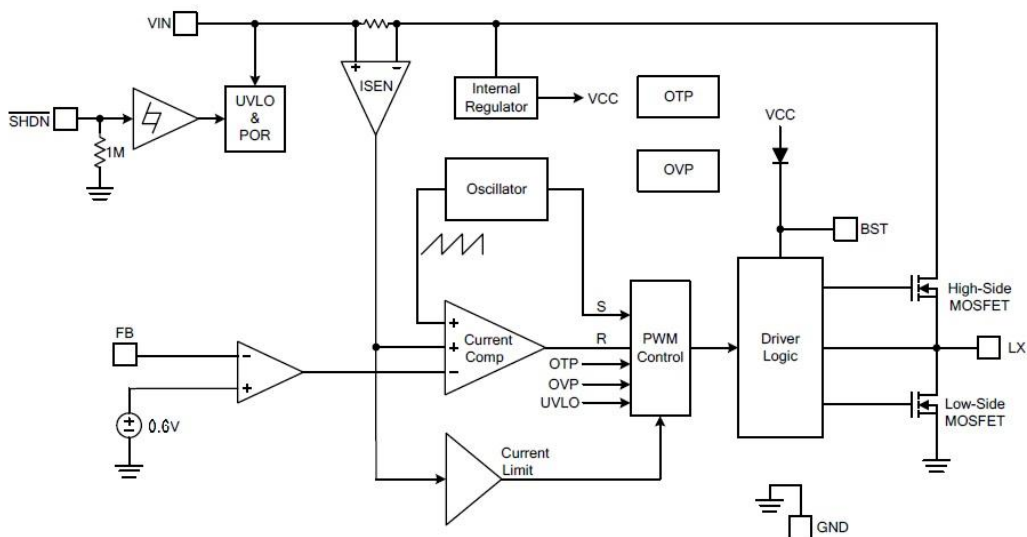 VIN
+ -
ISEN
Internal
Regulator
VCC
OTP
SHDN
UVLO
&
POR
1M
VCC
OVP
Oscillator
BST
High-Side
MOSFET
S
FB
+
Current
Comp
+
-
R
PWM
Control
Driver
Logic
LX
-
+
OTP
OVP
UVLO
Low-Side
MOSFET
0.6V
Current
Limit
GND